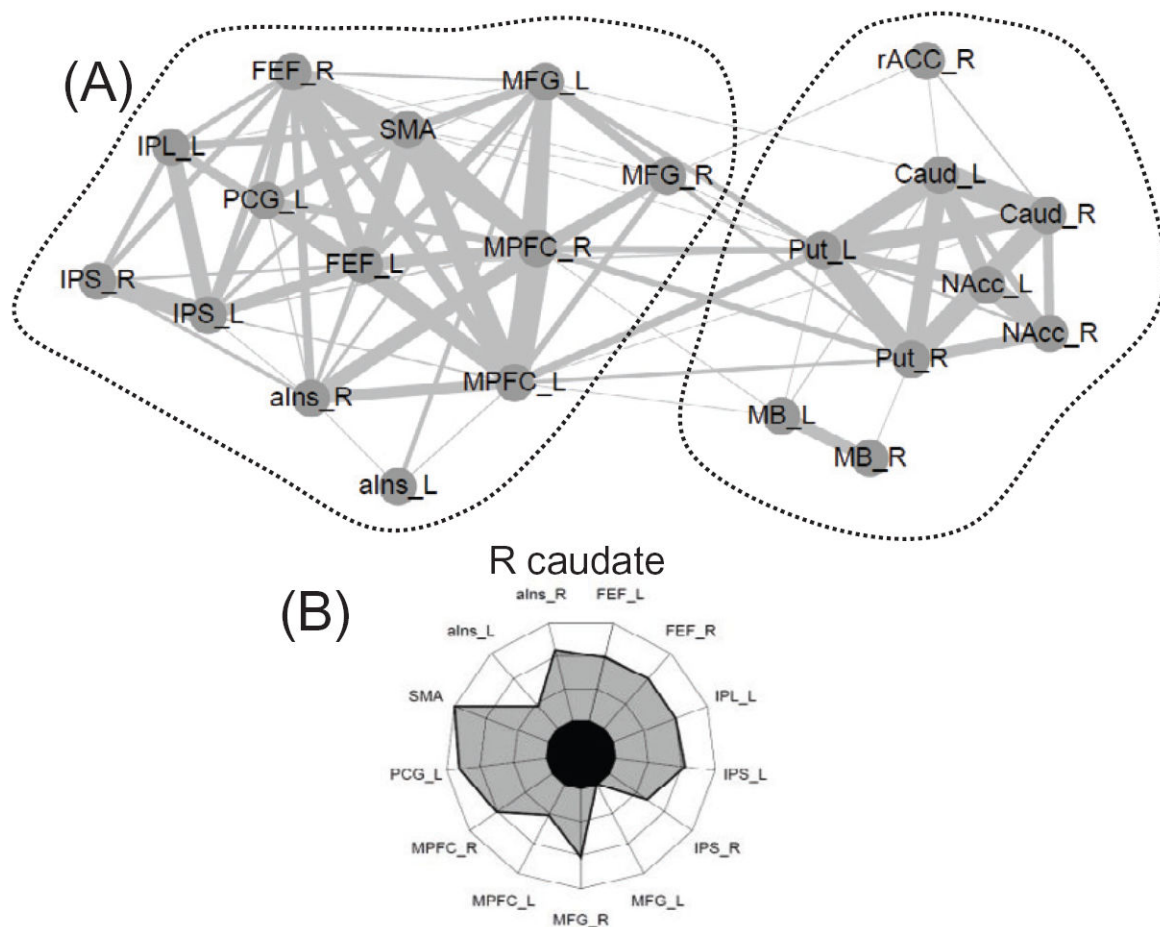 (A)
FEF_R
MFG_L
rACC_R
SMA
IPL_L
MFG_R
Caud_L
PCG_L
Caud_R
MPFC_R
Put_L
FEF_L
IPS_R
NAcc_L
IPS_L
NAcc_R
Put_R
aIns_R
MPFC_L
MB_L
MB_R
aIns_L
R caudate
(B)
aIns_R
FEF_L
aIns_L
FEF_R
SMA
IPL_L
PCG_L
IPS_L
MPFC_R
IPS_R
MPFC_L
MFG_L
MFG_R